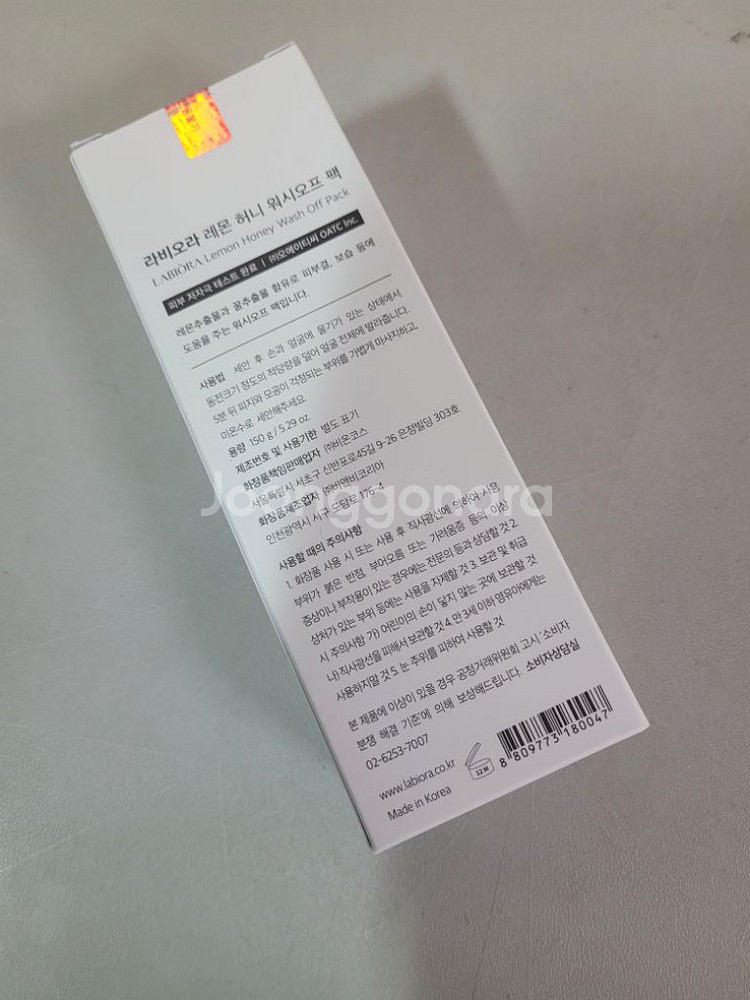 라비오라 레몬 허니 워시오프 팩
LABIÒRA Lemon Honey Wash Off Pack
피부 저자극 테스트 완료 | ㈜오에이티씨 OATC Inc.
레몬추출물과 꿀추출물 함유로 피부결, 보습 등에
도움을 주는 워시오프 팩입니다.
사용법 세안 후 손과 얼굴에 물기가 있는 상태에서
동전크기 정도의 적당량을 덜어 얼굴 전체에 발라줍니다.
5분 뒤 피지와 모공이 걱정되는 부위를 가볍게 마사지하고,
미온수로 세안해주세요.
용량 150 g / 5.29 oz.
제조번호 및 사용기한 별도 표기
화장품책임판매업자 ㈜비온코스
서울특별시 서초구 신반포로45길 9-26 은정빌딩 303호
화장품제조업자 ㈜비앤비코리아
인천광역시 서구 도담로 176-4
Joonggonara
사용할 때의 주의사항
1. 화장품 사용 시 또는 사용 후 직사광선에 의하여 사용
부위가 붉은 반점, 부어오름 또는 가려움증 등의 이상
증상이나 부작용이 있는 경우에는 전문의 등과 상담할 것 2.
상처가 있는 부위 등에는 사용을 자제할 것 3. 보관 및 취급
시 주의사항 가) 어린이의 손이 닿지 않는 곳에 보관할 것
나) 직사광선을 피해서 보관할 것 4. 만 3세 이하 영유아에게는
사용하지말 것 5. 눈 주위를 피하여 사용할 것
본 제품에 이상이 있을 경우 공정거래위원회 고시 '소비자
분쟁 해결 기준'에 의해 보상해드립니다. 소비자상담실
02-6253-7007
www.labiora.co.kr
Made in Korea
12M
8 809773 180047